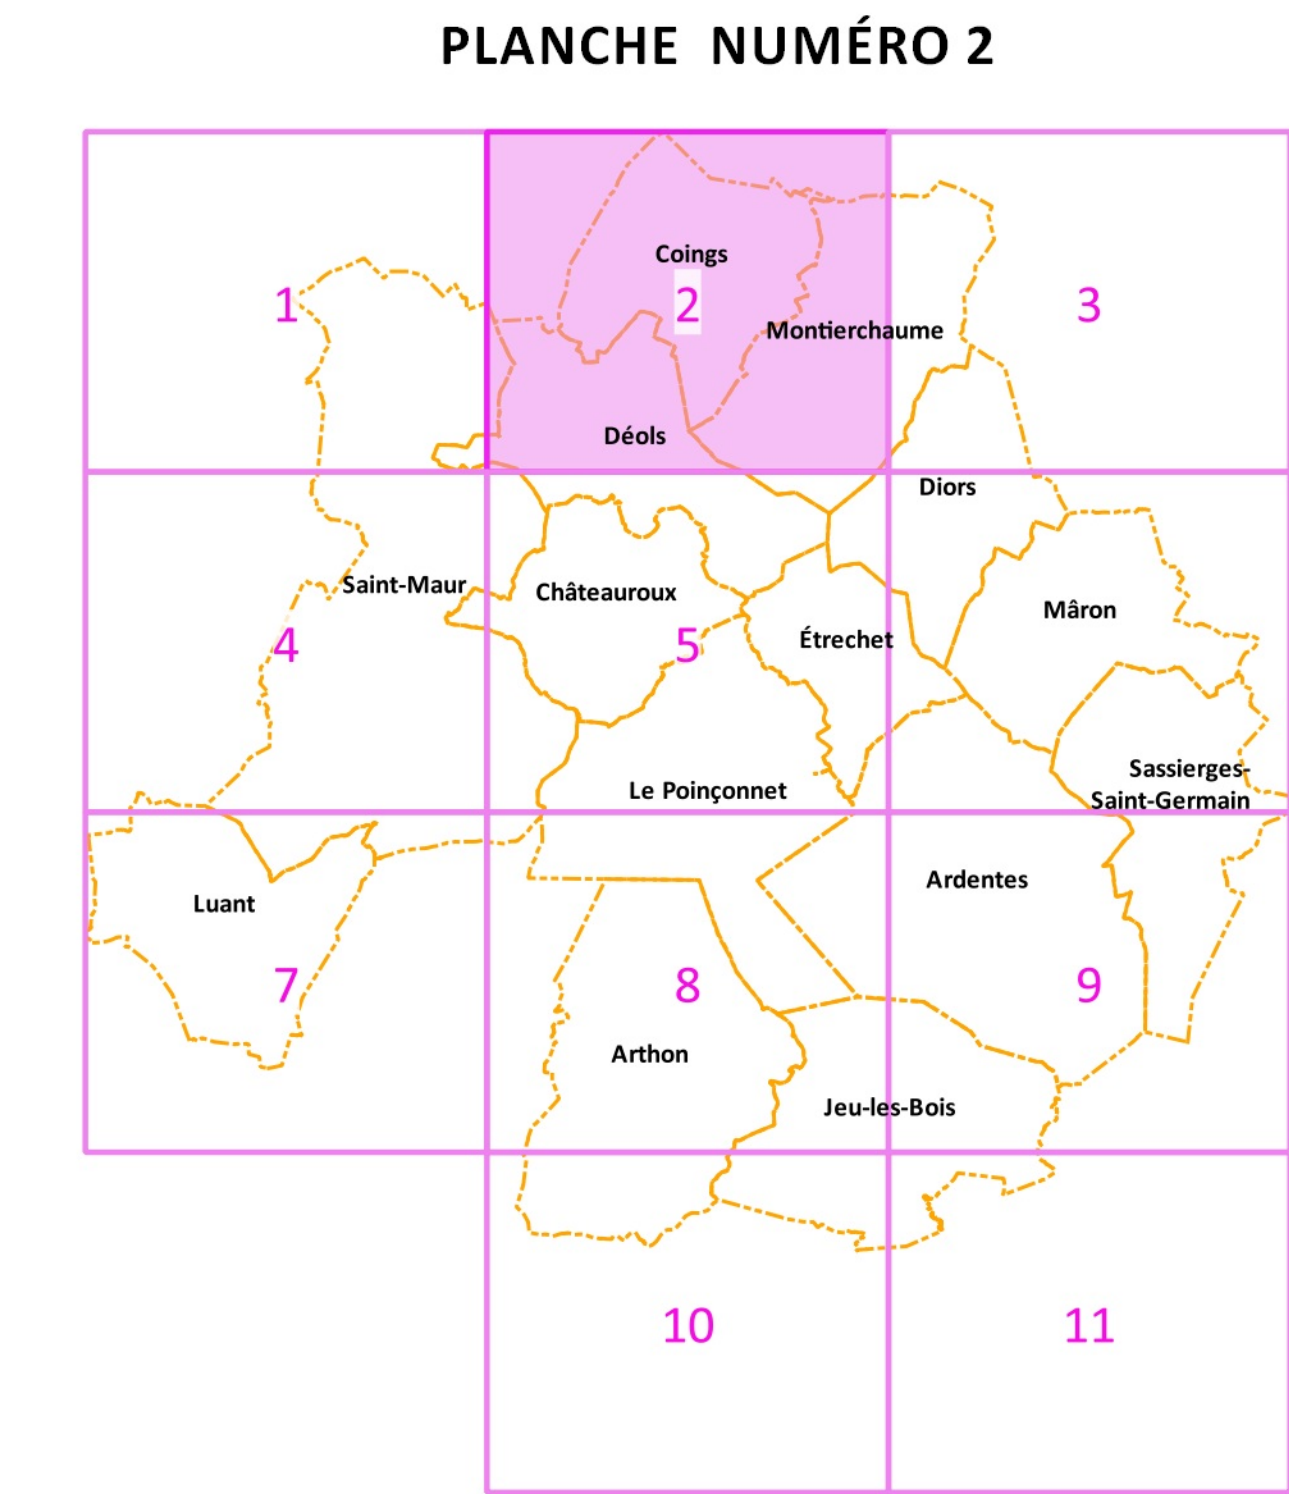 PLANCHE NUMÉRO 2
Coings
1
2
3
Montierchaume
Déols
Diors
Saint-Maur
Châteauroux
Mâron
4
5
Étrechet
Sassierges-
Saint-Germain
Le Poinçonnet
Luant
Ardentes
7
8
9
Arthon
Jeu-les-Bois
10
11